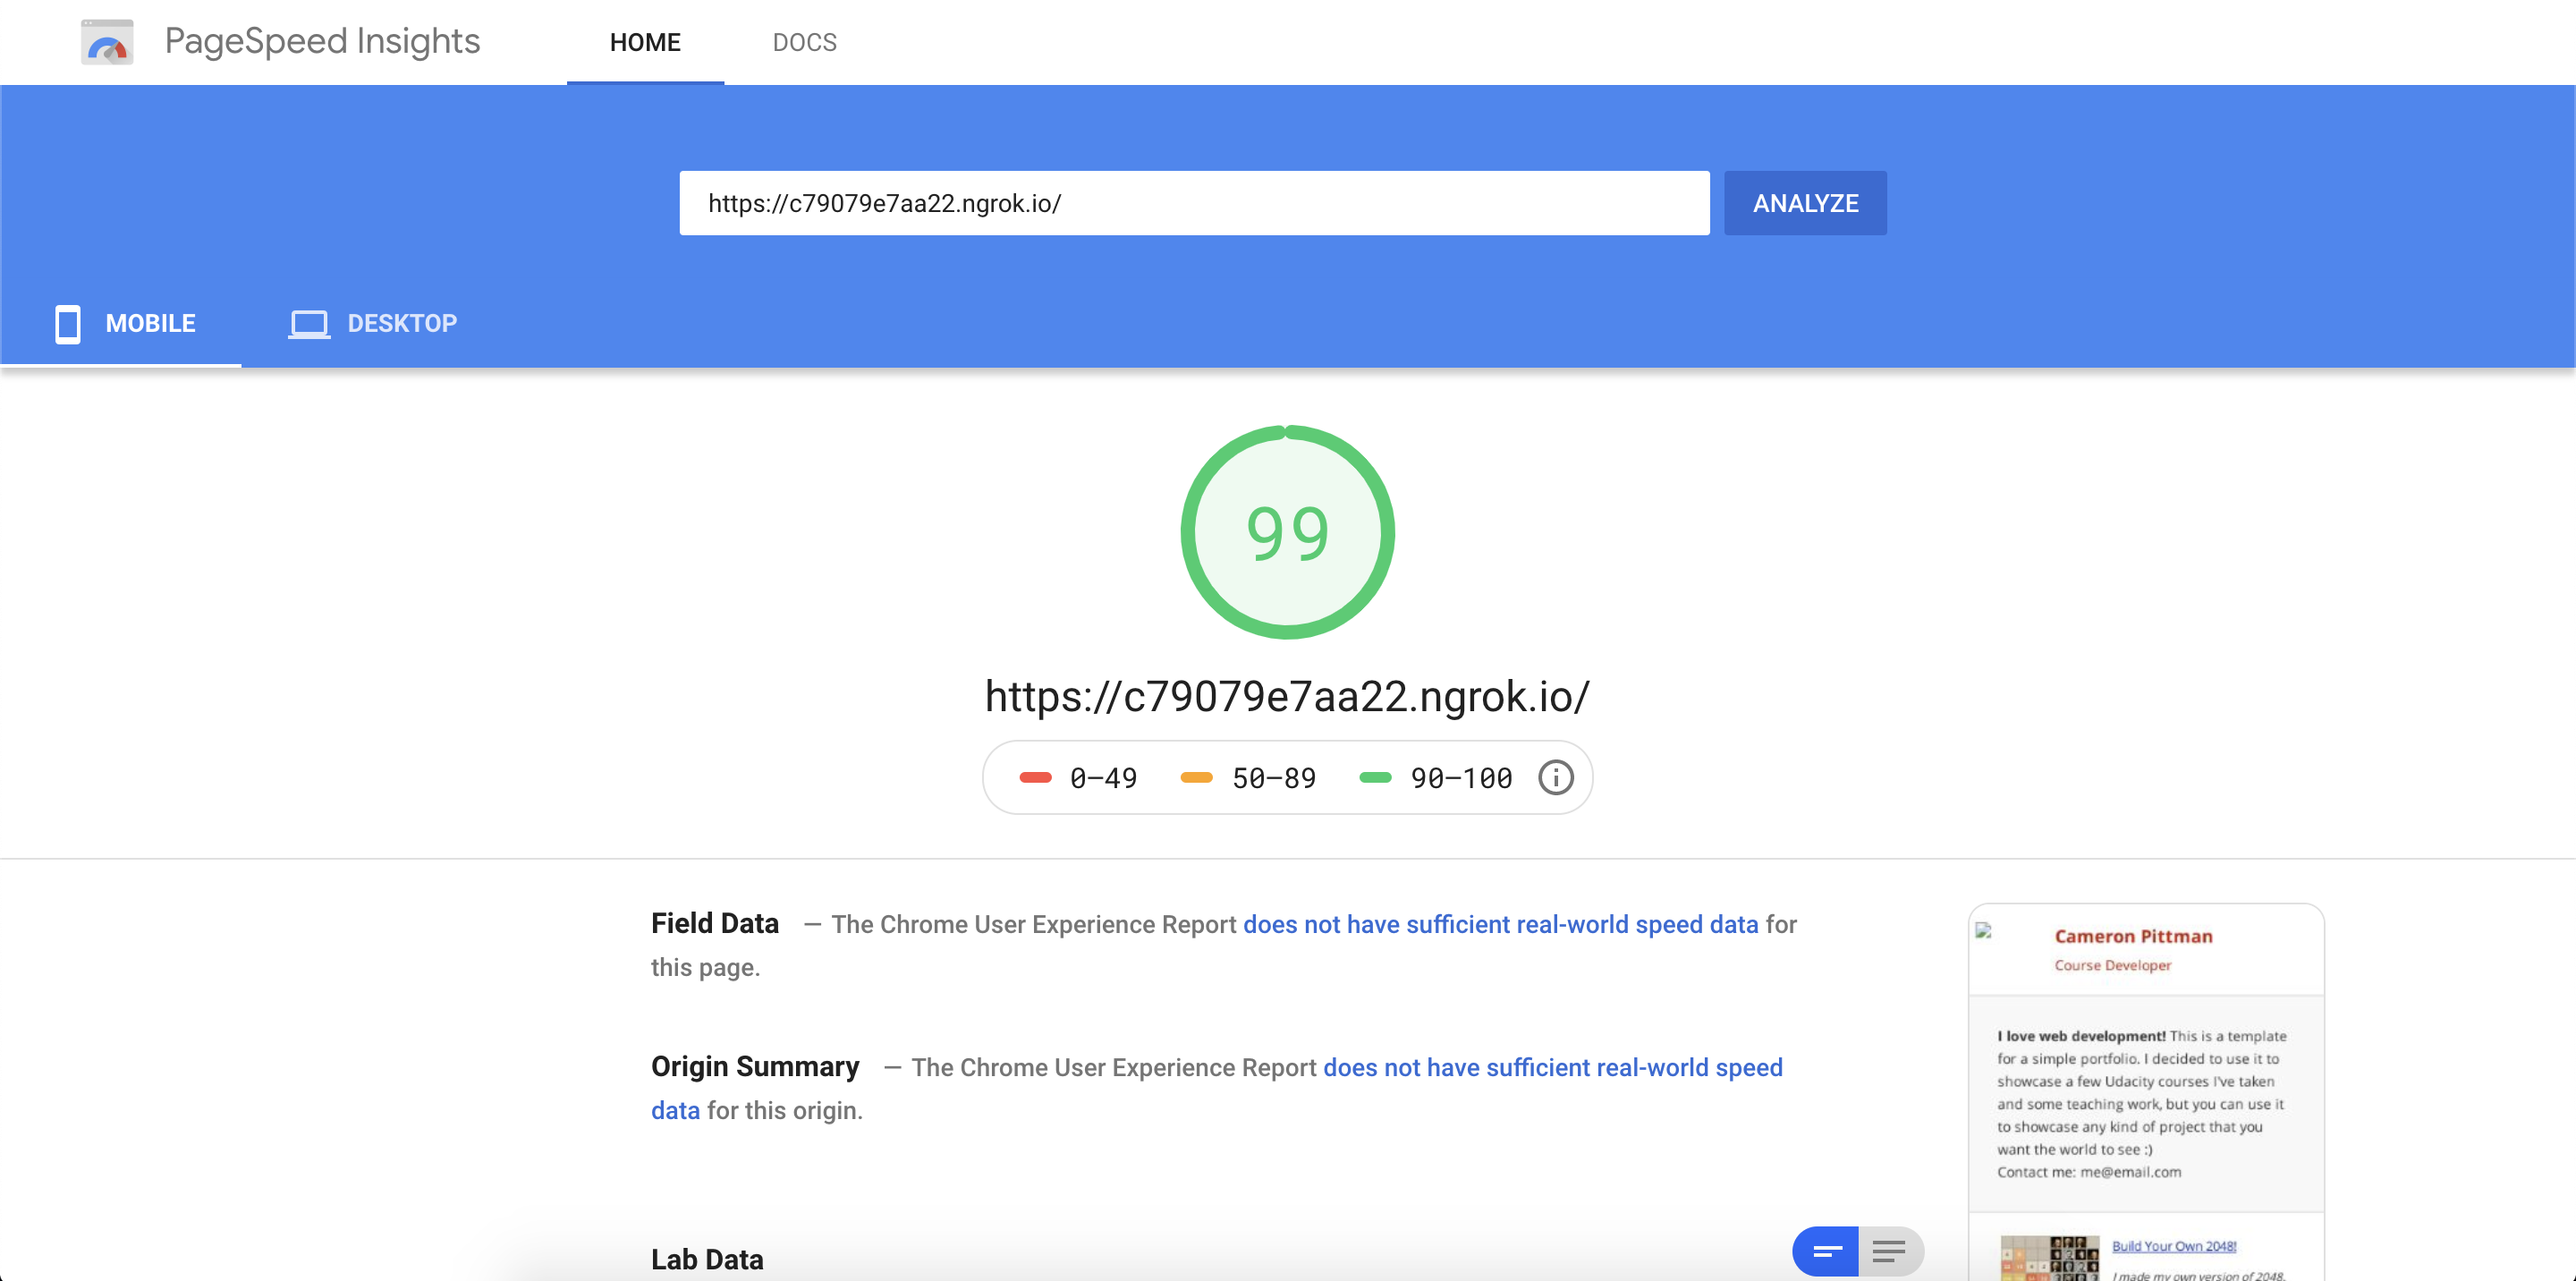 PageSpeed Insights
HOME
DOCS
https://c79079e7aa22.ngrok.io/
ANALYZE
MOBILE
DESKTOP
99
https://c79079e7aa22.ngrok.io/
0–49
50–89
90–100
Field Data — The Chrome User Experience Report does not have sufficient real-world speed data for
this page.
Origin Summary — The Chrome User Experience Report does not have sufficient real-world speed
data for this origin.
Lab Data
Cameron Pittman
Course Developer
I love web development! This is a template
for a simple portfolio. I decided to use it to
showcase a few Udacity courses I've taken
and some teaching work, but you can use it
to showcase any kind of project that you
want the world to see :)
Contact me: me@email.com
Build Your Own 2048!
I made my own version of 2048.